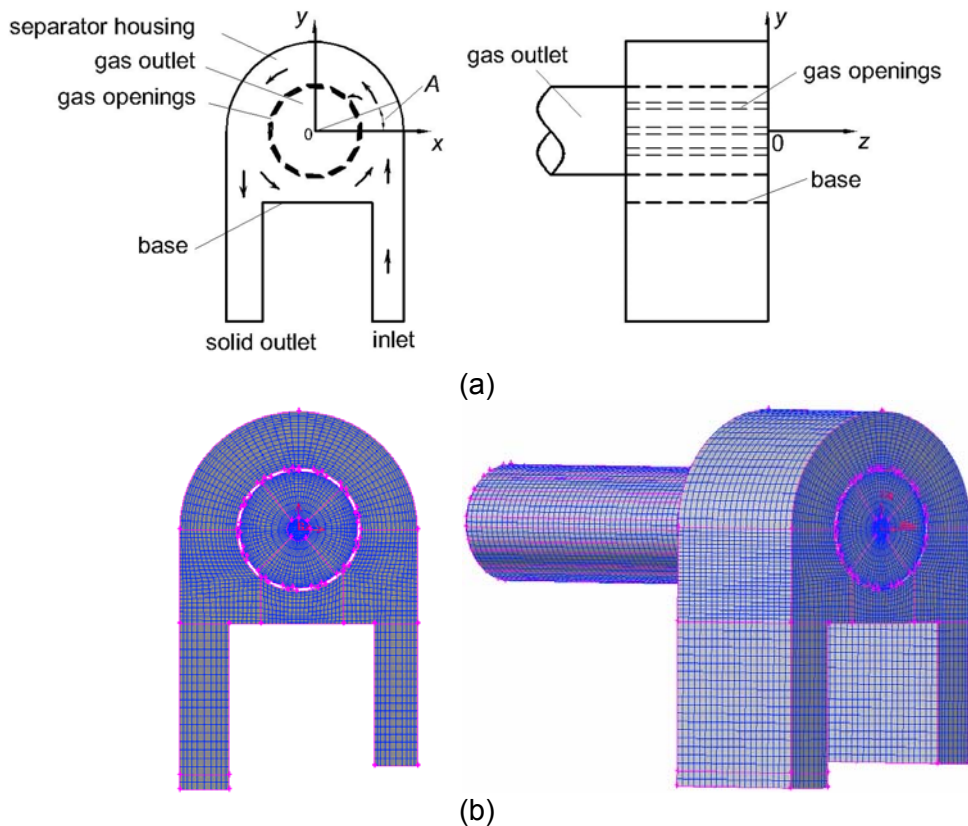 separator housing
gas outlet
gas openings
y
A
0
x
base
solid outlet
inlet
y
gas outlet
gas openings
0
z
base
(a)
(b)